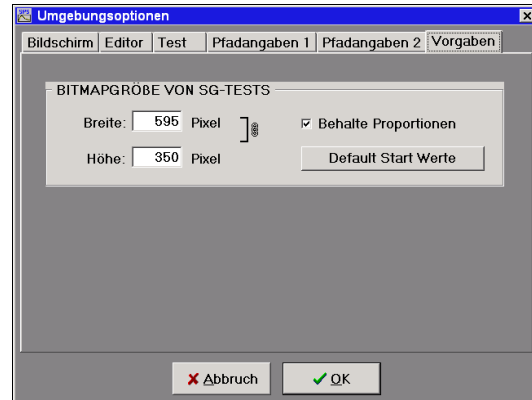 Umgebungsoptionen
Bildschirm Editor Test Pfadangaben 1 Pfadangaben 2 Vorgaben
BITMAPGRÖßE VON SG-TESTS
Breite: 595 Pixel
Behalte Proportionen
Höhe: 350 Pixel
Default Start Werte
Abbruch OK